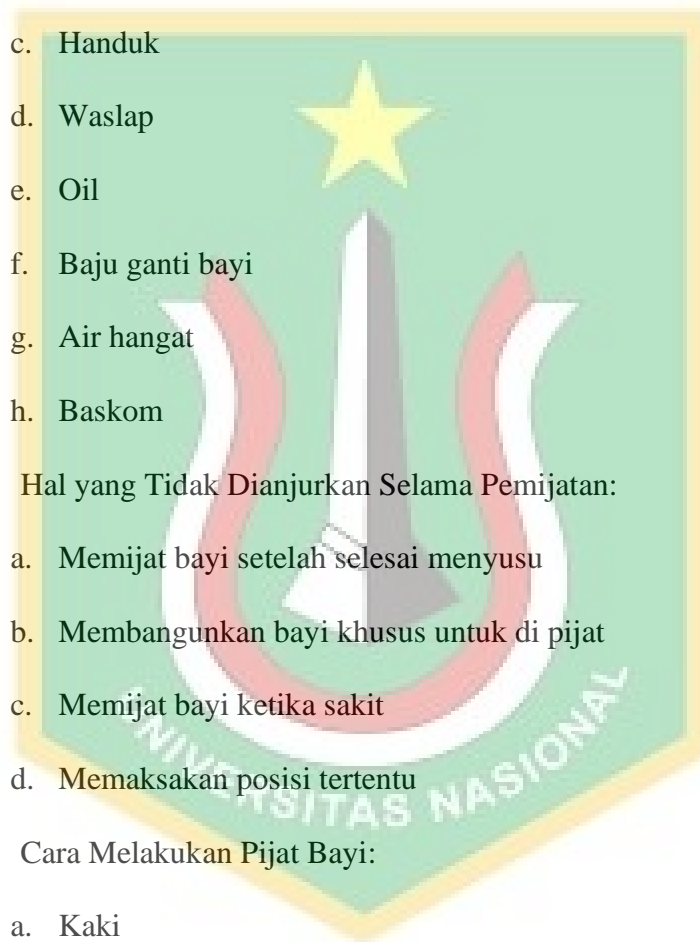 c. Handuk
d. Waslap
e. Oil
f. Baju ganti bayi
g. Air hangat
h. Baskom
Hal yang Tidak Dianjurkan Selama Pemijatan:
a. Memijat bayi setelah selesai menyusu
b. Membangunkan bayi khusus untuk di pijat
c. Memijat bayi ketika sakit
d. Memaksakan posisi tertentu
UNIVERSITAS NASIONAL
Cara Melakukan Pijat Bayi:
a. Kaki